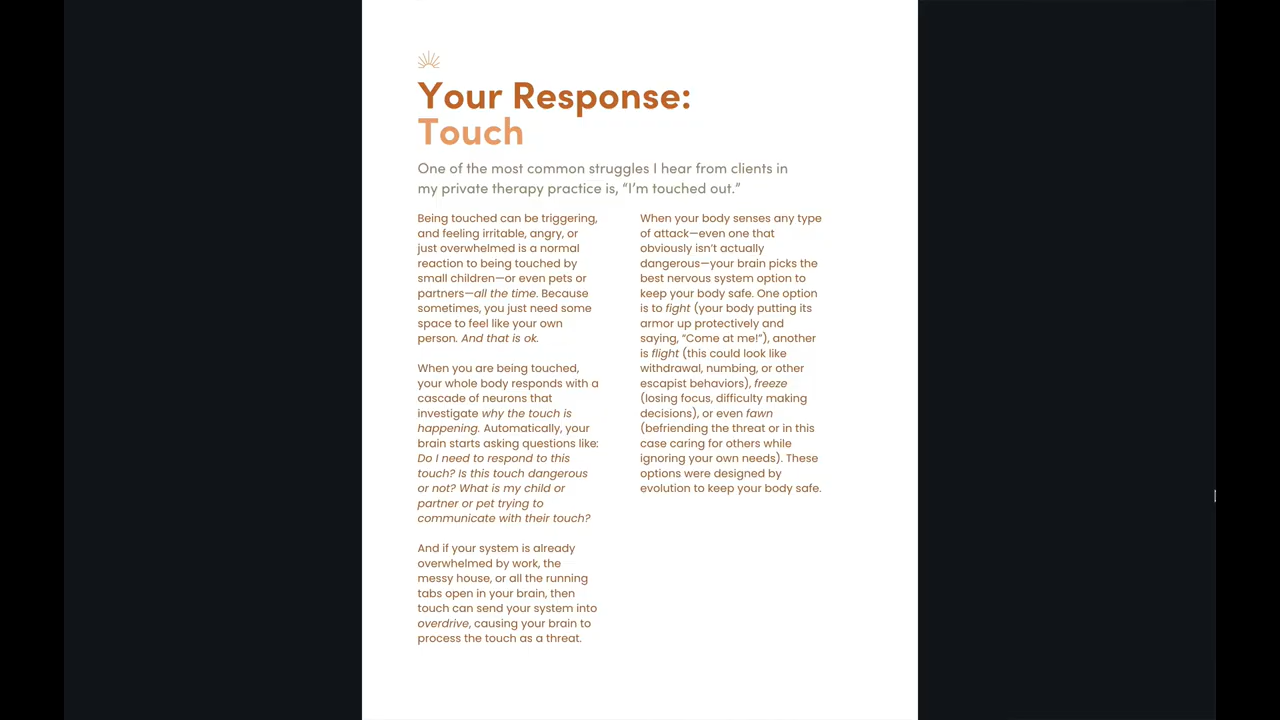 Your Response:
Touch
One of the most common struggles I hear from clients in
my private therapy practice is, “I’m touched out.”
Being touched can be triggering,
and feeling irritable, angry, or
just overwhelmed is a normal
reaction to being touched by
small children—or even pets or
partners—all the time. Because
sometimes, you just need some
space to feel like your own
person. And that is ok.
When you are being touched,
your whole body responds with a
cascade of neurons that
investigate why the touch is
happening. Automatically, your
brain starts asking questions like:
Do I need to respond to this
touch? Is this touch dangerous
or not? What is my child or
partner or pet trying to
communicate with their touch?
And if your system is already
overwhelmed by work, the
messy house, or all the running
tabs open in your brain, then
touch can send your system into
overdrive, causing your brain to
process the touch as a threat.
When your body senses any type
of attack—even one that
obviously isn’t actually
dangerous—your brain picks the
best nervous system option to
keep your body safe. One option
is to fight (your body putting its
armor up protectively and
saying, “Come at me!”), another
is flight (this could look like
withdrawal, numbing, or other
escapist behaviors), freeze
(losing focus, difficulty making
decisions), or even fawn
(befriending the threat or in this
case caring for others while
ignoring your own needs). These
options were designed by
evolution to keep your body safe.